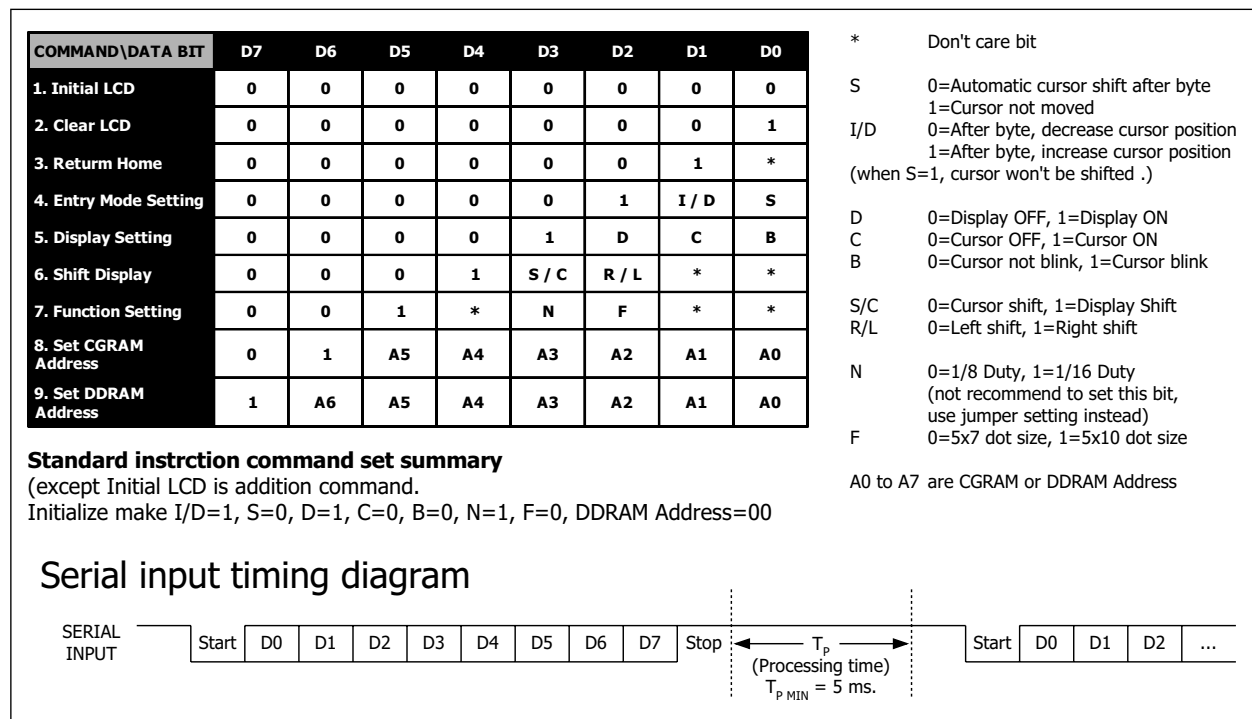 COMMAND\DATA BIT D7 D6 D5 D4 D3 D2 D1 D0
1. Initial LCD 0 0 0 0 0 0 0 0
2. Clear LCD 0 0 0 0 0 0 0 1
3. Returm Home 0 0 0 0 0 0 1 *
4. Entry Mode Setting 0 0 0 0 0 1 I / D S
5. Display Setting 0 0 0 0 1 D C B
6. Shift Display 0 0 0 1 S / C R / L * *
7. Function Setting 0 0 1 * N F * *
8. Set CGRAM
Address 0 1 A5 A4 A3 A2 A1 A0
9. Set DDRAM
Address 1 A6 A5 A4 A3 A2 A1 A0
Standard instrction command set summary
(except Initial LCD is addition command.
Initialize make I/D=1, S=0, D=1, C=0, B=0, N=1, F=0, DDRAM Address=00
* Don't care bit
S 0=Automatic cursor shift after byte
1=Cursor not moved
I/D 0=After byte, decrease cursor position
1=After byte, increase cursor position
(when S=1, cursor won't be shifted .)
D 0=Display OFF, 1=Display ON
C 0=Cursor OFF, 1=Cursor ON
B 0=Cursor not blink, 1=Cursor blink
S/C 0=Cursor shift, 1=Display Shift
R/L 0=Left shift, 1=Right shift
N 0=1/8 Duty, 1=1/16 Duty
(not recommend to set this bit,
use jumper setting instead)
F 0=5x7 dot size, 1=5x10 dot size
A0 to A7 are CGRAM or DDRAM Address
Serial input timing diagram
SERIAL
INPUT
Start D0 D1 D2 D3 D4 D5 D6 D7 Stop TP Start D0 D1 D2 ...
(Processing time)
TP MIN = 5 ms.